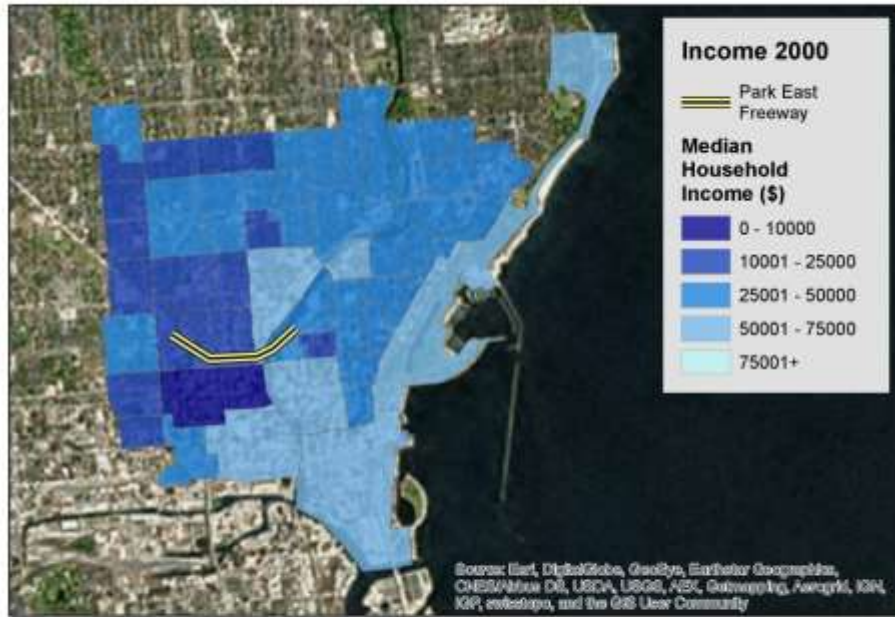 Income 2000
Park East
Freeway
Median
Household
Income ($)
0 - 10000
10001 - 25000
25001 - 50000
50001 - 75000
75001+
Source: Esri, DigitalGlobe, GeoEye, Earthstar Geographics,
CNES/Airbus DS, USDA, USGS, AEX, Getmapping, Aerogrid, IGN,
IGP, swisstopo, and the GIS User Community